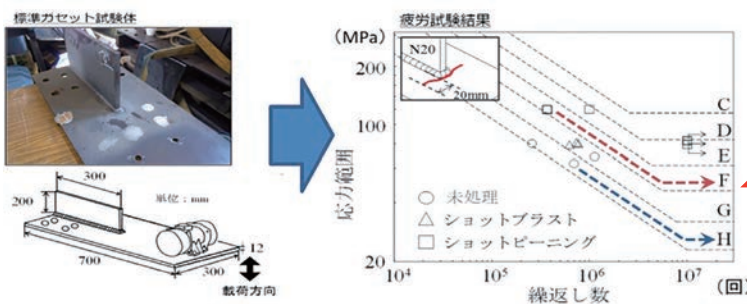 標準ガセット試験体
300
200
単位：mm
12
700
300
載荷方向
疲労試験結果
(MPa)
200
100
20
応力範囲
N20
20mm
C
D
E
F
G
H
未処理
ショットブラスト
ショットピーニング
10⁴
10⁵
10⁶
10⁷
(回)
繰返し数